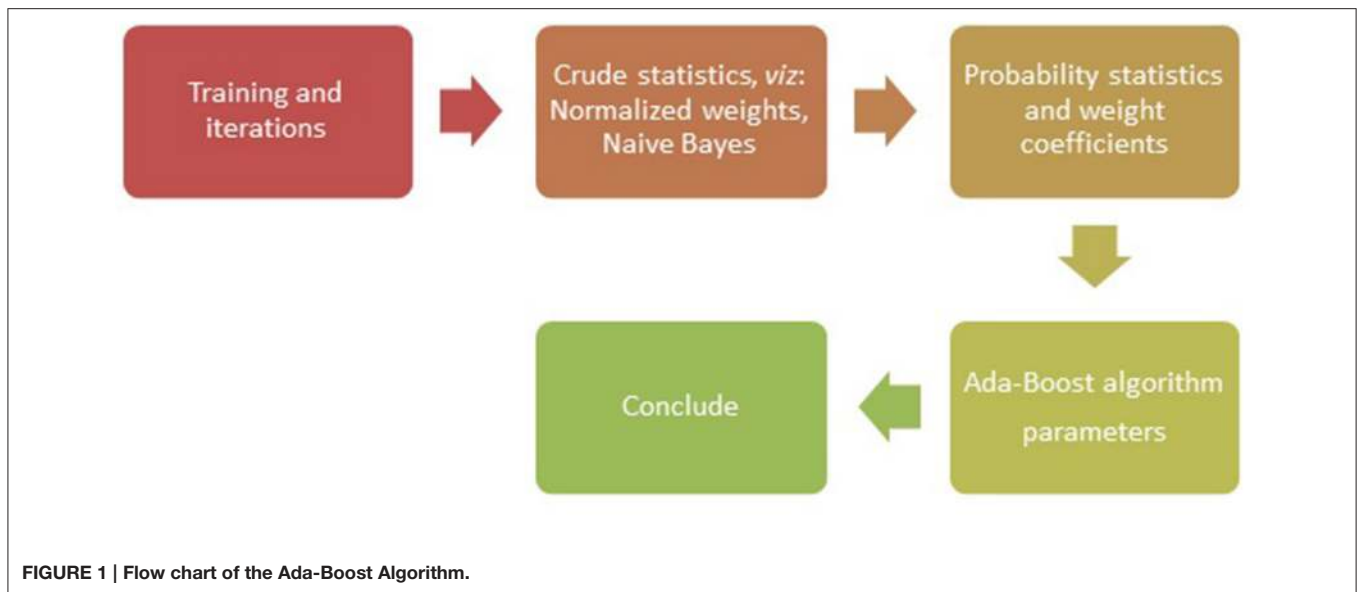 Training and
iterations
Crude statistics, viz:
Normalized weights,
Naive Bayes
Probability statistics
and weight
coefficients
Ada-Boost algorithm
parameters
Conclude
FIGURE 1 | Flow chart of the Ada-Boost Algorithm.